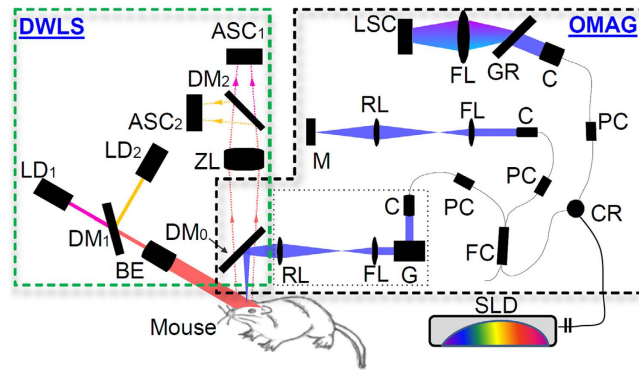 DWLS
OMAG
ASC1
LSC
DM2
FL
GR
C
ASC2
RL
FL
C
PC
LD2
ZL
M
LD1
PC
PC
C
CR
DM1
DM0
FC
BE
RL
FL
G
SLD
Mouse